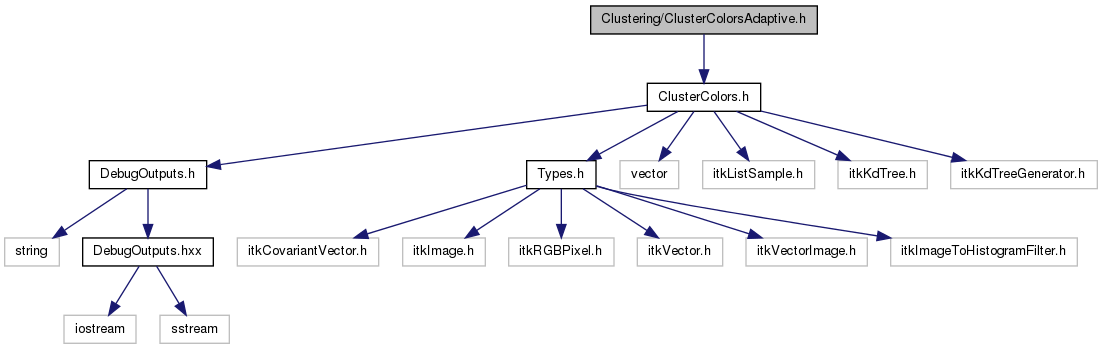 Clustering/ClusterColorsAdaptive.h
ClusterColors.h
DebugOutputs.h
Types.h
vector
itkListSample.h
itkKdTree.h
itkKdTreeGenerator.h
string
DebugOutputs.hxx
itkCovariantVector.h
itkImage.h
itkRGBPixel.h
itkVector.h
itkVectorImage.h
itkImageToHistogramFilter.h
iostream
sstream